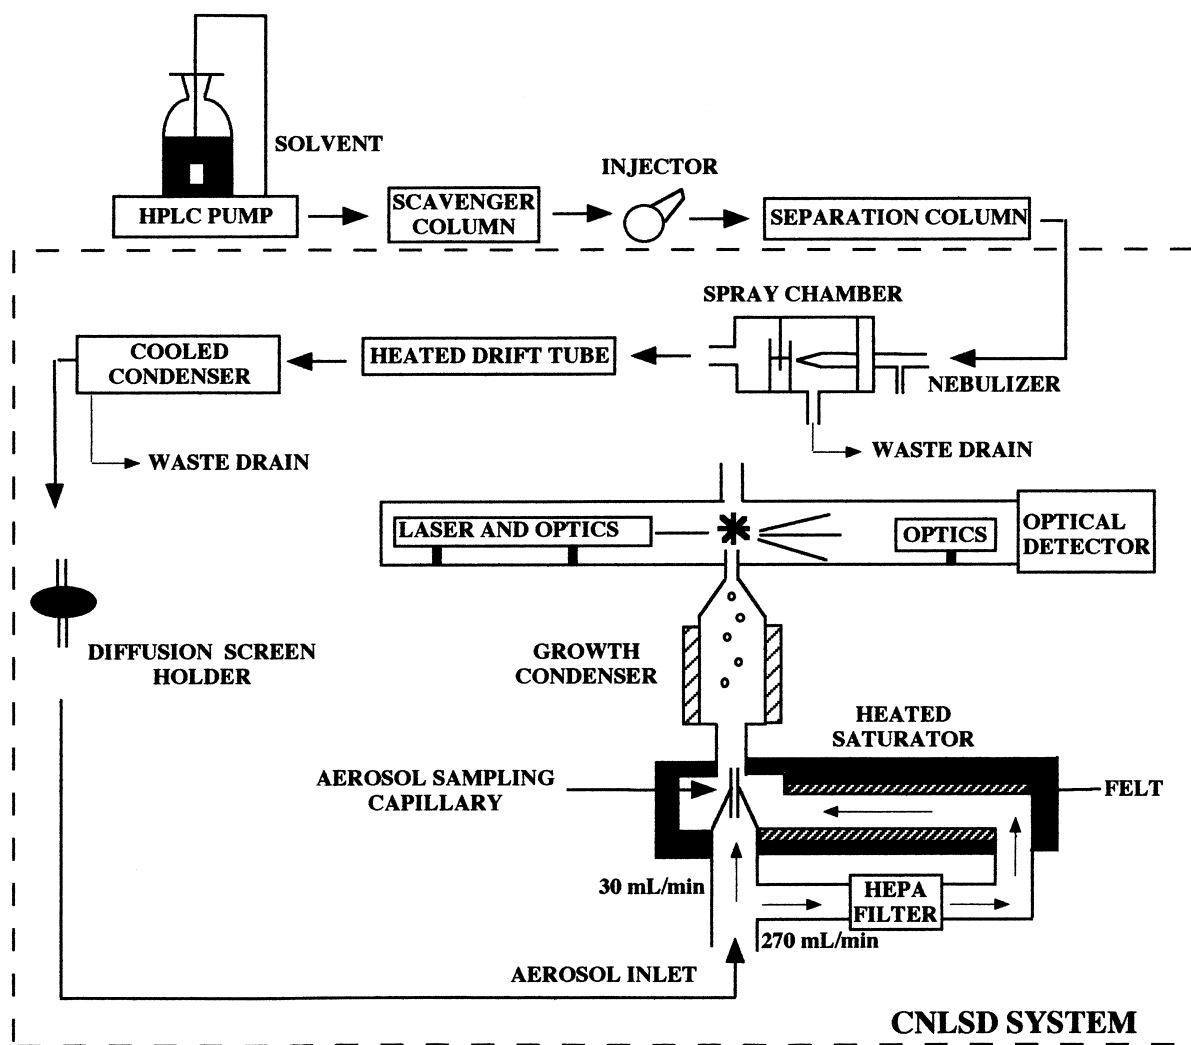 SOLVENT
HPLC PUMP
SCAVENGER
COLUMN
INJECTOR
SEPARATION COLUMN
SPRAY CHAMBER
COOLED
CONDENSER
HEATED DRIFT TUBE
NEBULIZER
WASTE DRAIN
WASTE DRAIN
LASER AND OPTICS
OPTICS
OPTICAL
DETECTOR
DIFFUSION SCREEN
HOLDER
GROWTH
CONDENSER
HEATED
SATURATOR
AEROSOL SAMPLING
CAPILLARY
FELT
30 mL/min
HEPA
FILTER
270 mL/min
AEROSOL INLET
CNLSD SYSTEM